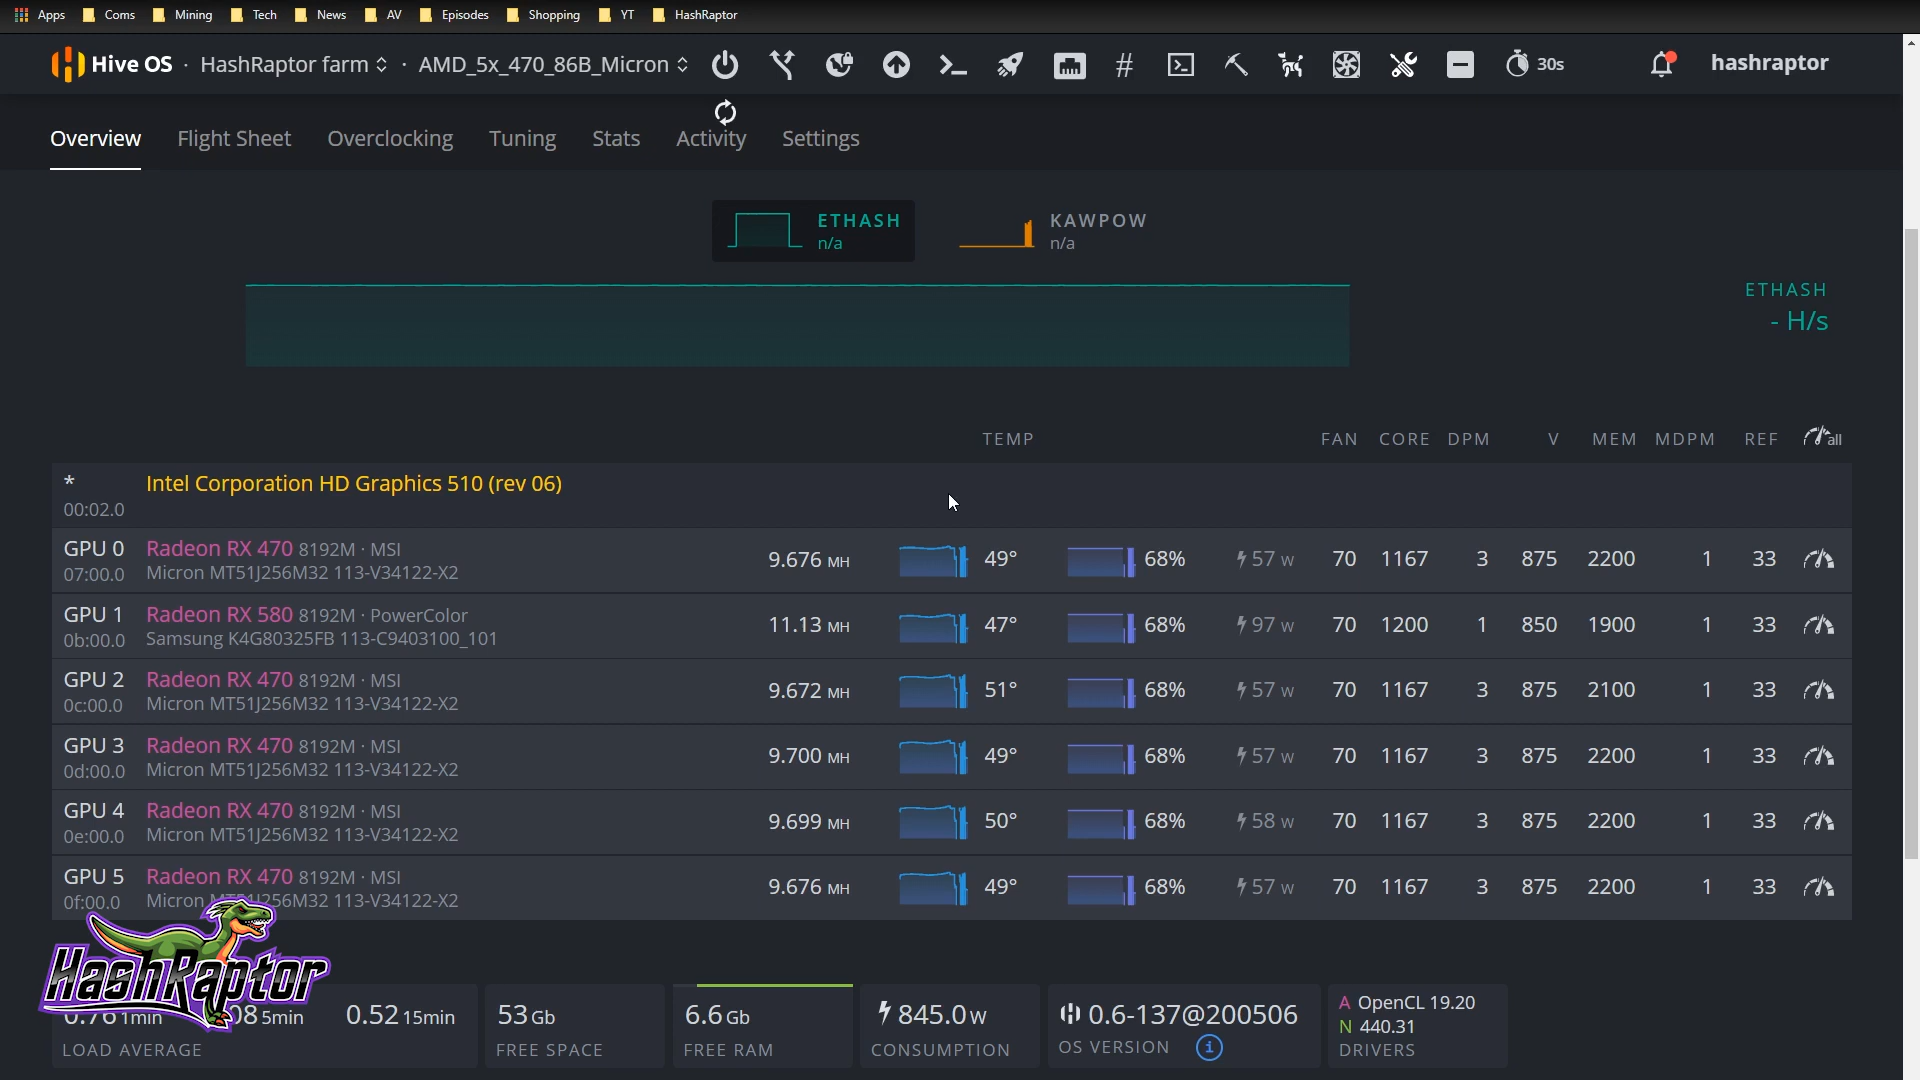 Apps Coms Mining Tech News AV Episodes Shopping YT HashRaptor
Hive OS · HashRaptor farm · AMD_5x_470_86B_Micron 30s hashraptor
Overview Flight Sheet Overclocking Tuning Stats Activity Settings
ETHASH
n/a
KAWPOW
n/a
ETHASH
- H/s
TEMP FAN CORE DPM V MEM MDPM REF all
* Intel Corporation HD Graphics 510 (rev 06)
00:02.0
GPU 0 Radeon RX 470 8192M · MSI
07:00.0 Micron MT51J256M32 113-V34122-X2
9.676 MH 49° 68% 57 W 70 1167 3 875 2200 1 33
GPU 1 Radeon RX 580 8192M · PowerColor
0b:00.0 Samsung K4G80325FB 113-C9403100_101
11.13 MH 47° 68% 97 W 70 1200 1 850 1900 1 33
GPU 2 Radeon RX 470 8192M · MSI
0c:00.0 Micron MT51J256M32 113-V34122-X2
9.672 MH 51° 68% 57 W 70 1167 3 875 2100 1 33
GPU 3 Radeon RX 470 8192M · MSI
0d:00.0 Micron MT51J256M32 113-V34122-X2
9.700 MH 49° 68% 57 W 70 1167 3 875 2200 1 33
GPU 4 Radeon RX 470 8192M · MSI
0e:00.0 Micron MT51J256M32 113-V34122-X2
9.699 MH 50° 68% 58 W 70 1167 3 875 2200 1 33
GPU 5 Radeon RX 470 8192M · MSI
0f:00.0 Micron MT51J256M32 113-V34122-X2
9.676 MH 49° 68% 57 W 70 1167 3 875 2200 1 33
HashRaptor
0.76 1min 5min 0.52 15min
LOAD AVERAGE
53 Gb
FREE SPACE
6.6 Gb
FREE RAM
845.0 W
CONSUMPTION
0.6-137@200506
OS VERSION
A OpenCL 19.20
N 440.31
DRIVERS